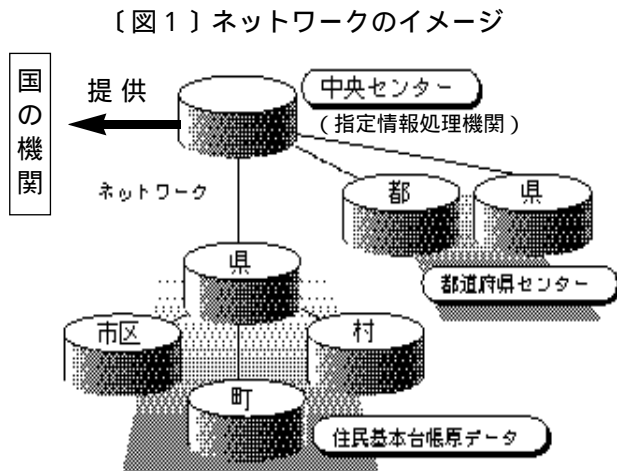 〔図1〕ネットワークのイメージ
国の機関
提供
中央センター
(指定情報処理機関)
ネットワーク
都
県
県
都道府県センター
市区
村
町
住民基本台帳原データ